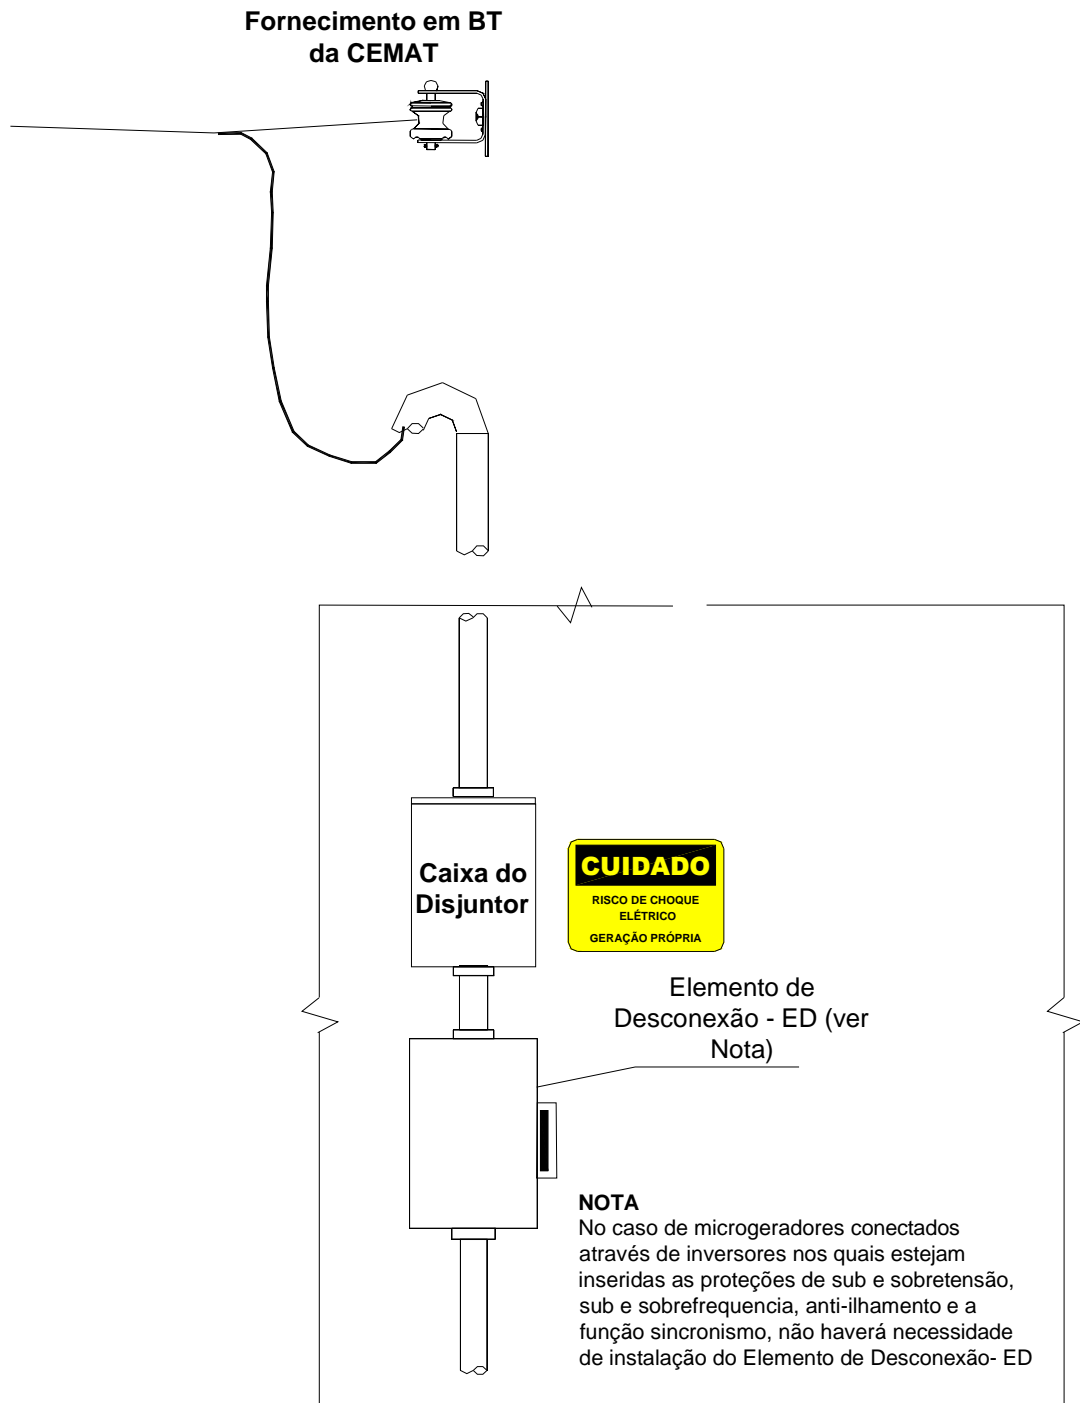 Fornecimento em BT
da CEMAT
Caixa do
Disjuntor
CUIDADO
RISCO DE CHOQUE
ELÉTRICO
GERAÇÃO PRÓPRIA
Elemento de
Desconexão - ED (ver
Nota)
NOTA
No caso de microgeradores conectados
através de inversores nos quais estejam
inseridas as proteções de sub e sobretensão,
sub e sobrefrequencia, anti-ilhamento e a
função sincronismo, não haverá necessidade
de instalação do Elemento de Desconexão- ED